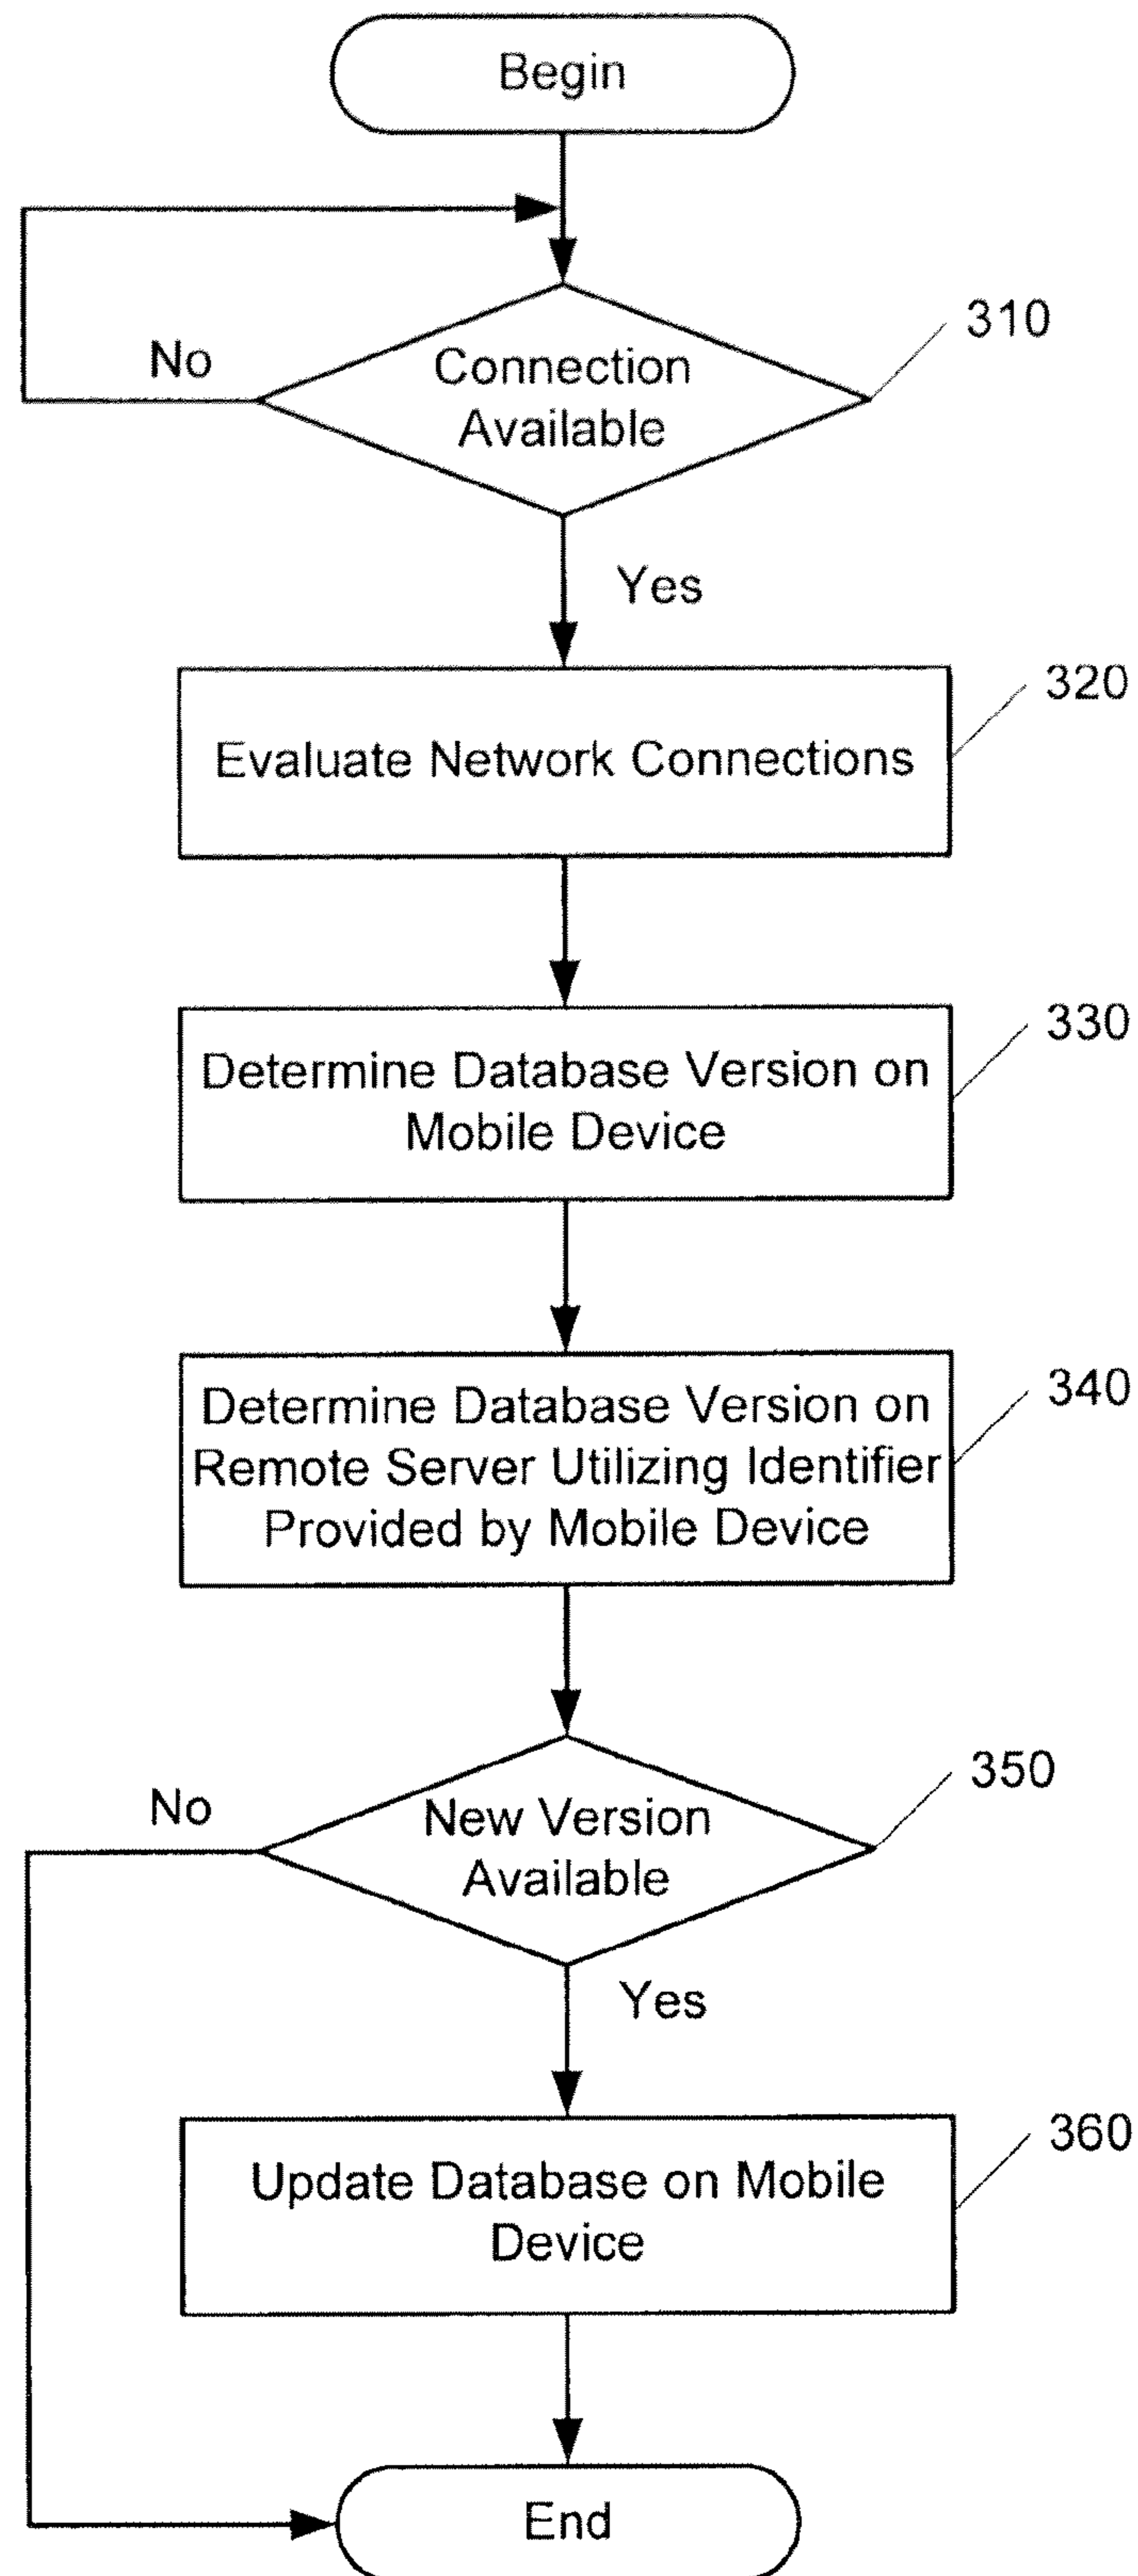 Begin
310
No
Connection
Available
Yes
320
Evaluate Network Connections
330
Determine Database Version on
Mobile Device
340
Determine Database Version on
Remote Server Utilizing Identifier
Provided by Mobile Device
350
No
New Version
Available
Yes
360
Update Database on Mobile
Device
End